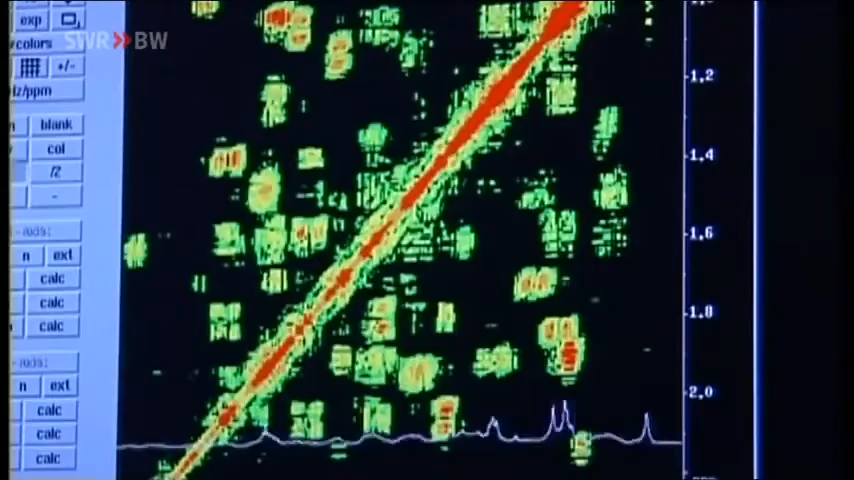 exp
SWR»BW
colors
+/-
Hz/ppm
blank
col
/2
-
n ext
calc
calc
calc
n ext
calc
calc
calc
1.2
1.4
1.6
1.8
2.0